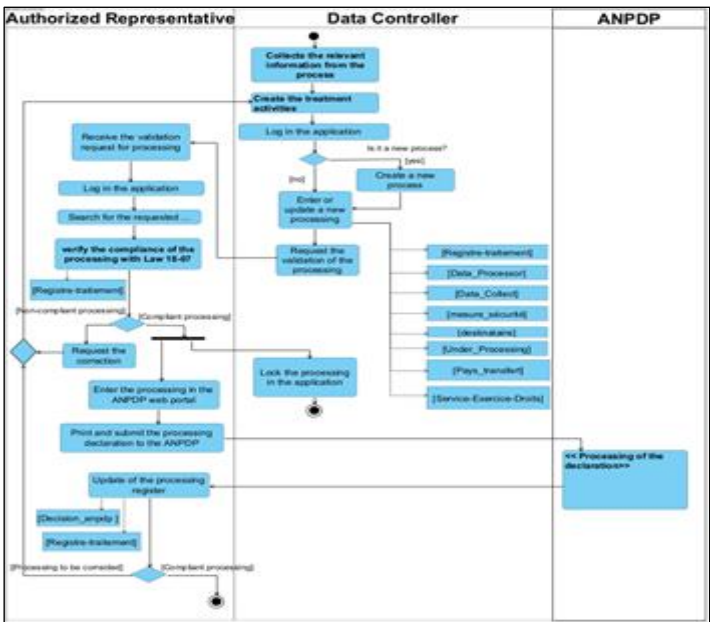 Authorized Representative
Data Controller
ANPDP
Collects the relevant
information from the
process
Create the treatment
activities
Log in the application
Is it a new process?
[yes]
[no]
Create a new
process
Enter or
update a new
processing
Request the
validation of the
processing
[Registre-traitement]
[Data_Processor]
[Data_Collect]
[destinatairs]
[Under_Processing]
[Pays_transfert]
[Service-Exercice-Droits]
Receive the validation
request for processing
Log in the application
Search for the requested ...
verify the compliance of the
processing with Law 18-07
[Registre-traitement]
[Non-compliant processing]
[Compliant processing]
Request the
correction
Lock the processing
in the application
Enter the processing in the
ANPDP web portal
Print and submit the processing
declaration to the ANPDP
<< Processing of the
declaration>>
Update of the processing
register
[Decision_anpdp ]
[Registre-traitement]
[Processing to be corrected]
[Compliant processing]